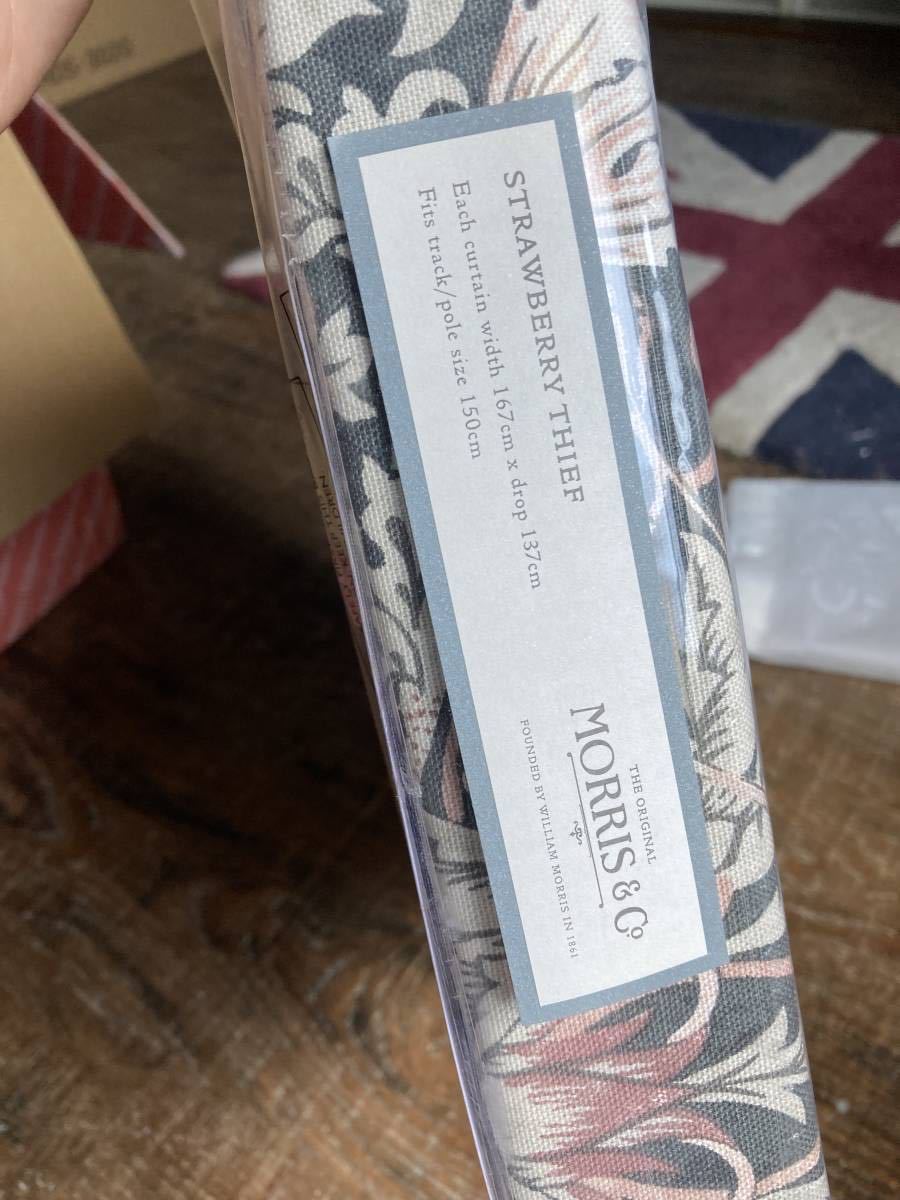 STRAWBERRY THIEF
Each curtain width 167cm x drop 137cm
Fits track/pole size 150cm
THE ORIGINAL
MORRIS & Co
FOUNDED BY WILLIAM MORRIS IN 1861